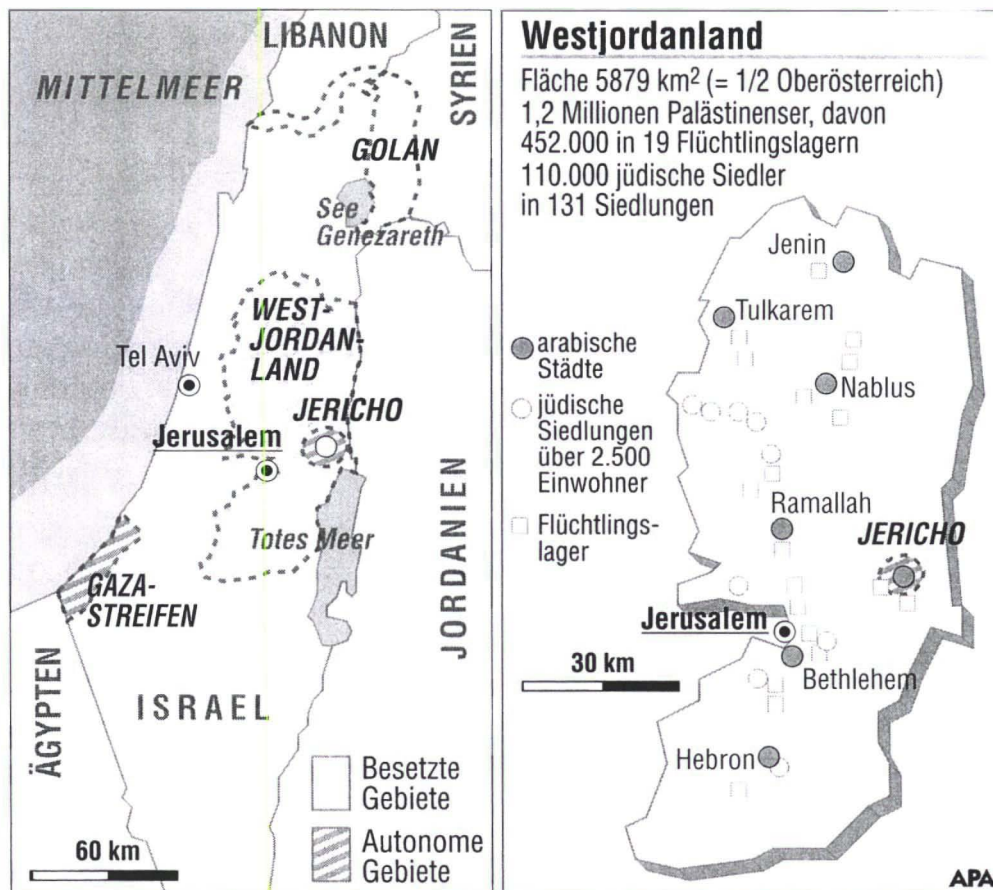 LIBANON
MITTELMEER
SYRIEN
GOLAN
See
Genezareth
WEST-
JORDAN-
LAND
Tel Aviv
JERICHO
Jerusalem
Totes Meer
GAZA-
STREIFEN
JORDANIEN
ÄGYPTEN
ISRAEL
Besetzte
Gebiete
Autonome
Gebiete
60 km
Westjordanland
Fläche 5879 km² (= 1/2 Oberösterreich)
1,2 Millionen Palästinenser, davon
452.000 in 19 Flüchtlingslagern
110.000 jüdische Siedler
in 131 Siedlungen
Jenin
Tulkarem
arabische
Städte
Nablus
jüdische
Siedlungen
über 2.500
Einwohner
Ramallah
Flüchtlings-
lager
JERICHO
Jerusalem
30 km
Bethlehem
Hebron
APA